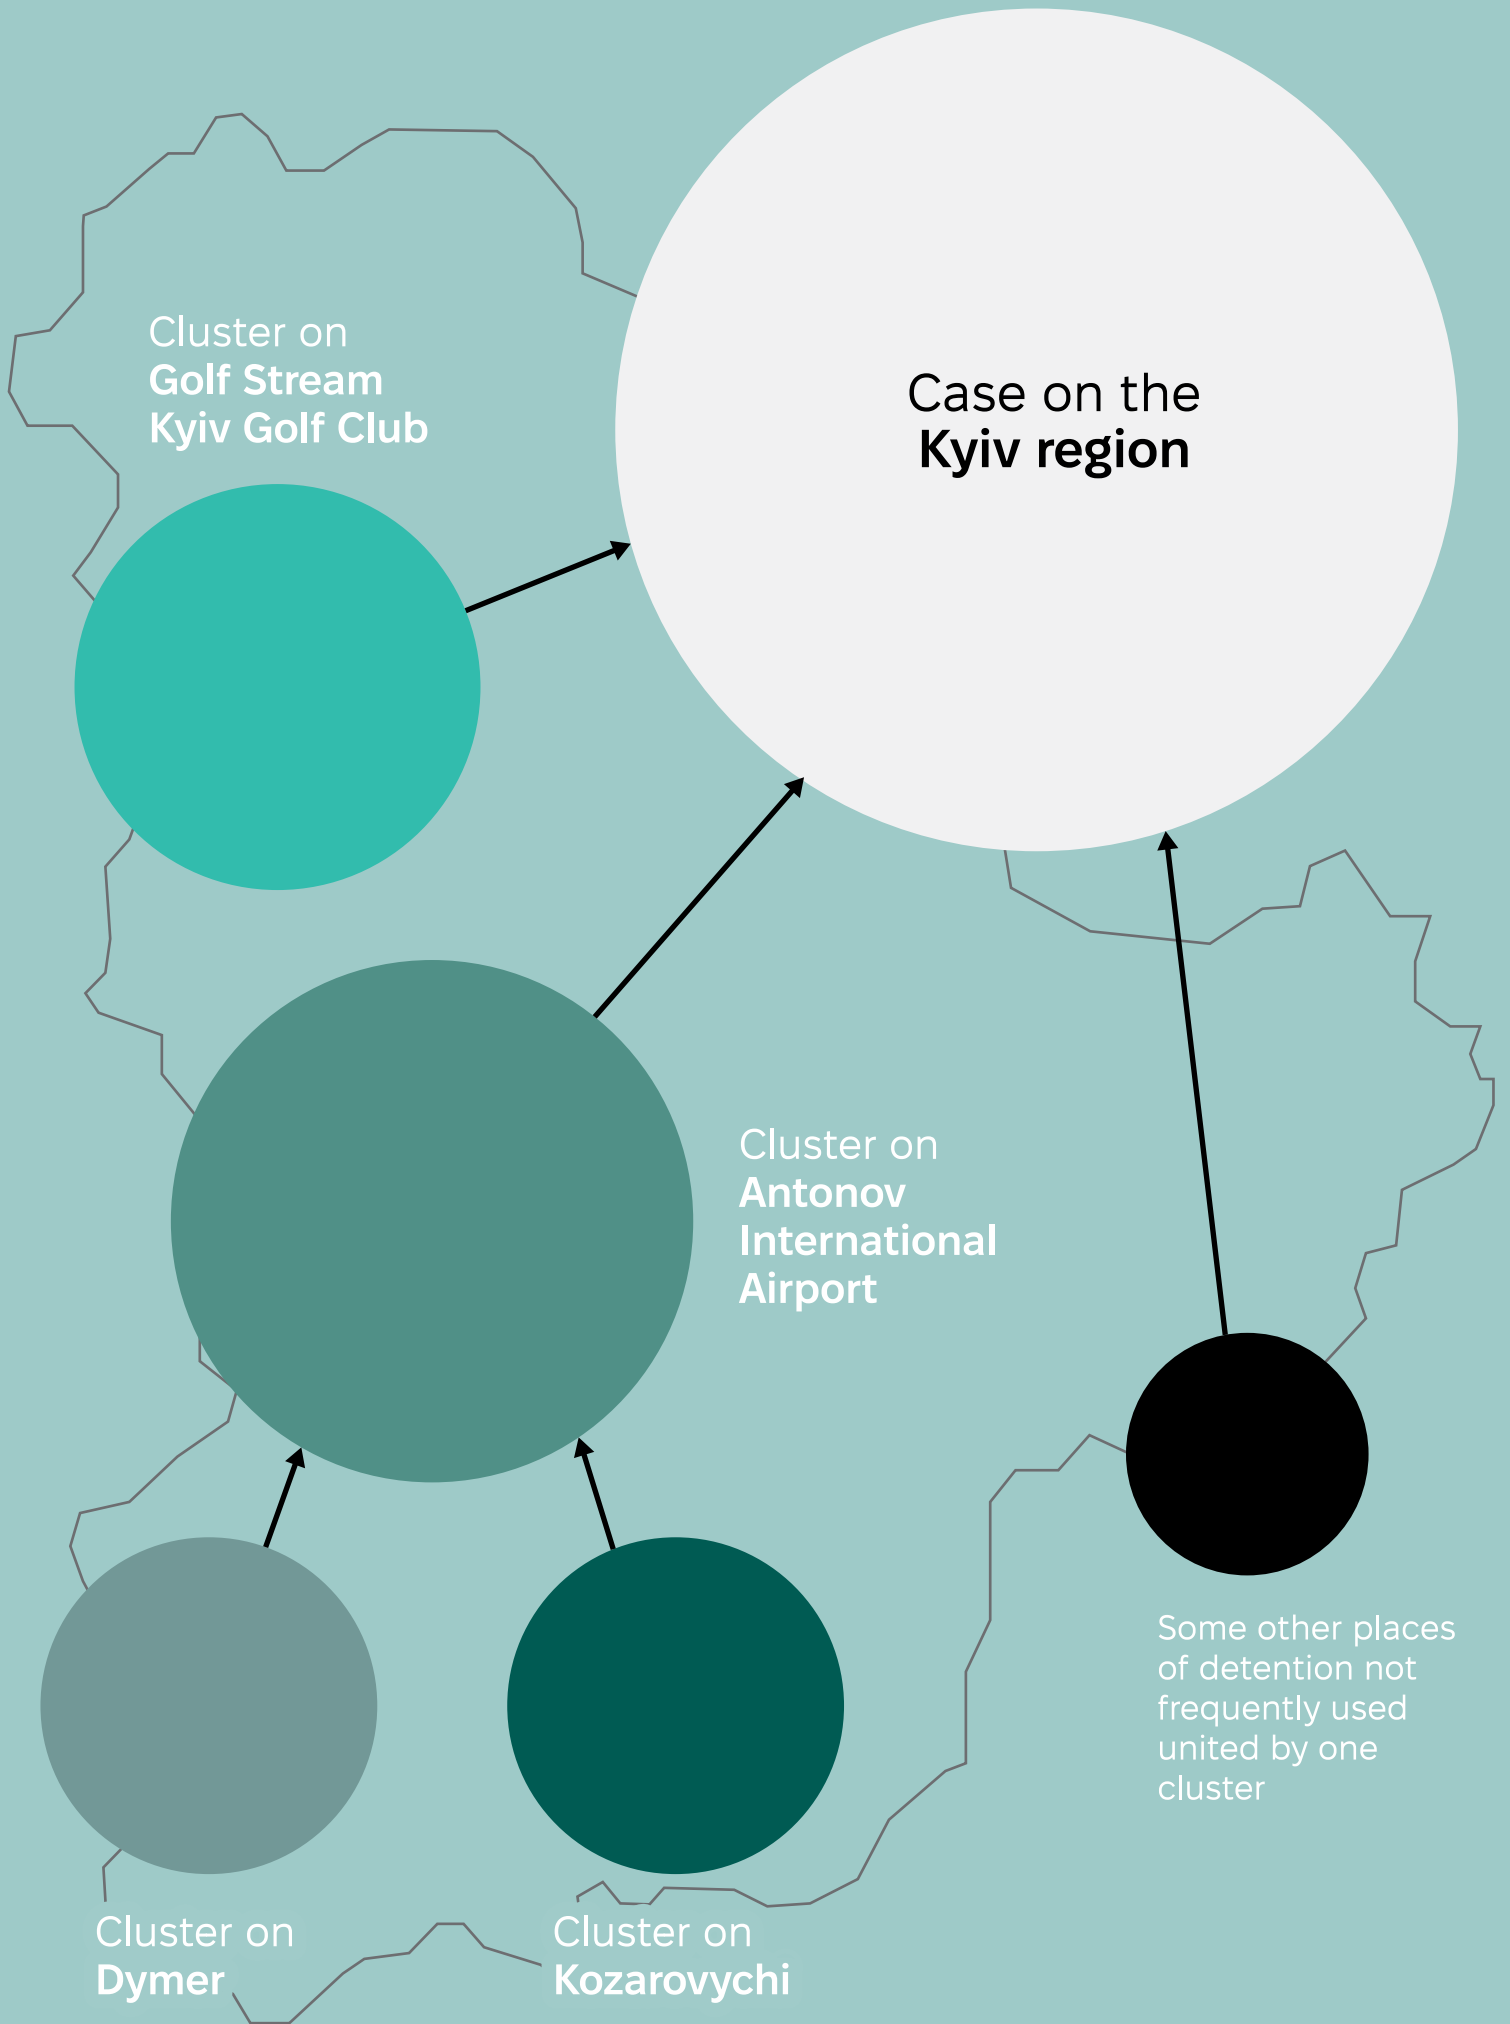 Cluster on
Golf Stream
Kyiv Golf Club
Case on the
Kyiv region
Cluster on
Antonov
International
Airport
Some other places
of detention not
frequently used
united by one
cluster
Cluster on
Dymer
Cluster on
Kozarovychi